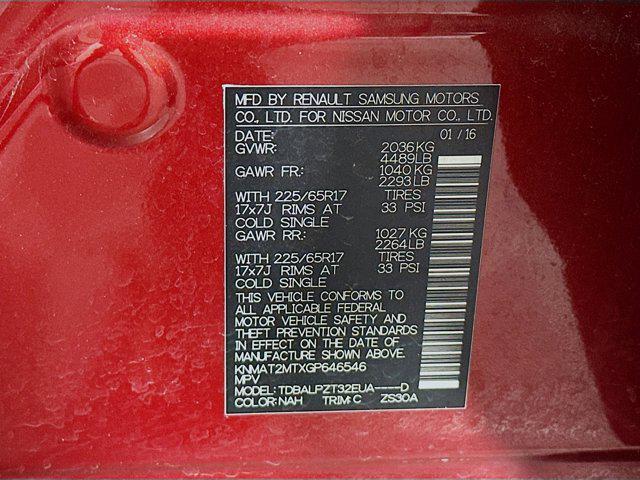 MFD BY RENAULT SAMSUNG MOTORS
CO., LTD. FOR NISSAN MOTOR CO., LTD.
DATE: 01/16
GVWR: 2036KG
4489LB
GAWR FR: 1040KG
2293LB
WITH 225/65R17 TIRES
17x7J RIMS AT 33 PSI
COLD SINGLE
GAWR RR: 1027 KG
2264LB
WITH 225/65R17 TIRES
17x7J RIMS AT 33 PSI
COLD SINGLE
THIS VEHICLE CONFORMS TO
ALL APPLICABLE FEDERAL
MOTOR VEHICLE SAFETY AND
THEFT PREVENTION STANDARDS
IN EFFECT ON THE DATE OF
MANUFACTURE SHOWN ABOVE.
KNMAT2MTXGP646546
MPV
MODEL: TDBALPZT32EUA----D
COLOR: NAH TRIM: C ZS30A